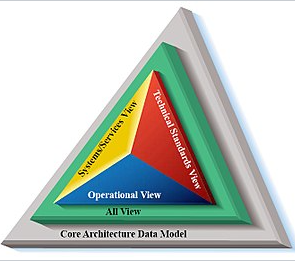 Systems/Services View
Technical Standards View
Operational View
All View
Core Architecture Data Model